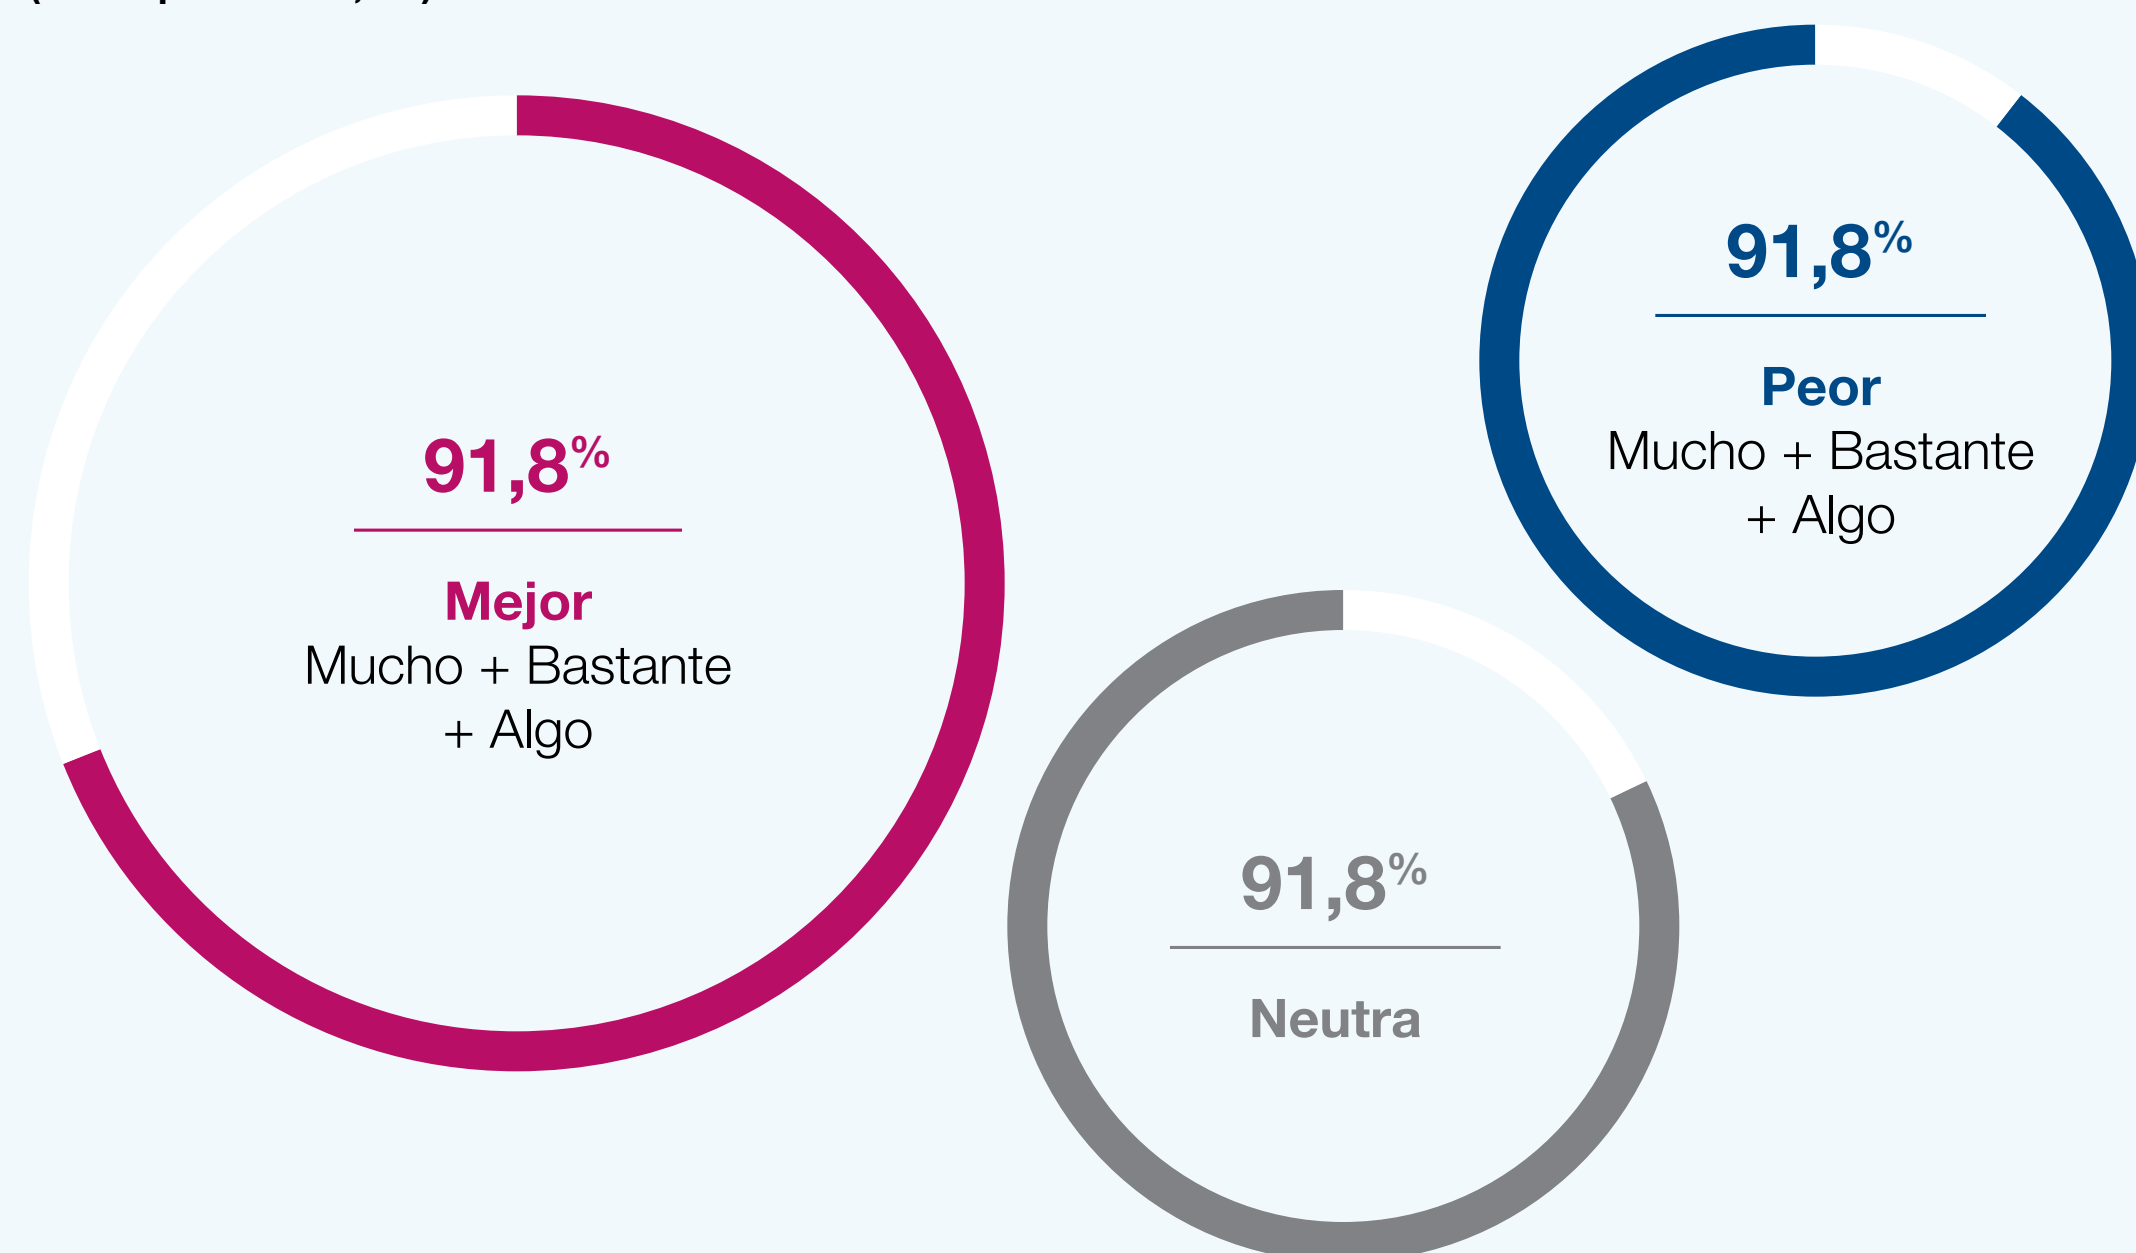 91,8%
Mejor
Mucho + Bastante
+ Algo
91,8%
Peor
Mucho + Bastante
+ Algo
91,8%
Neutra